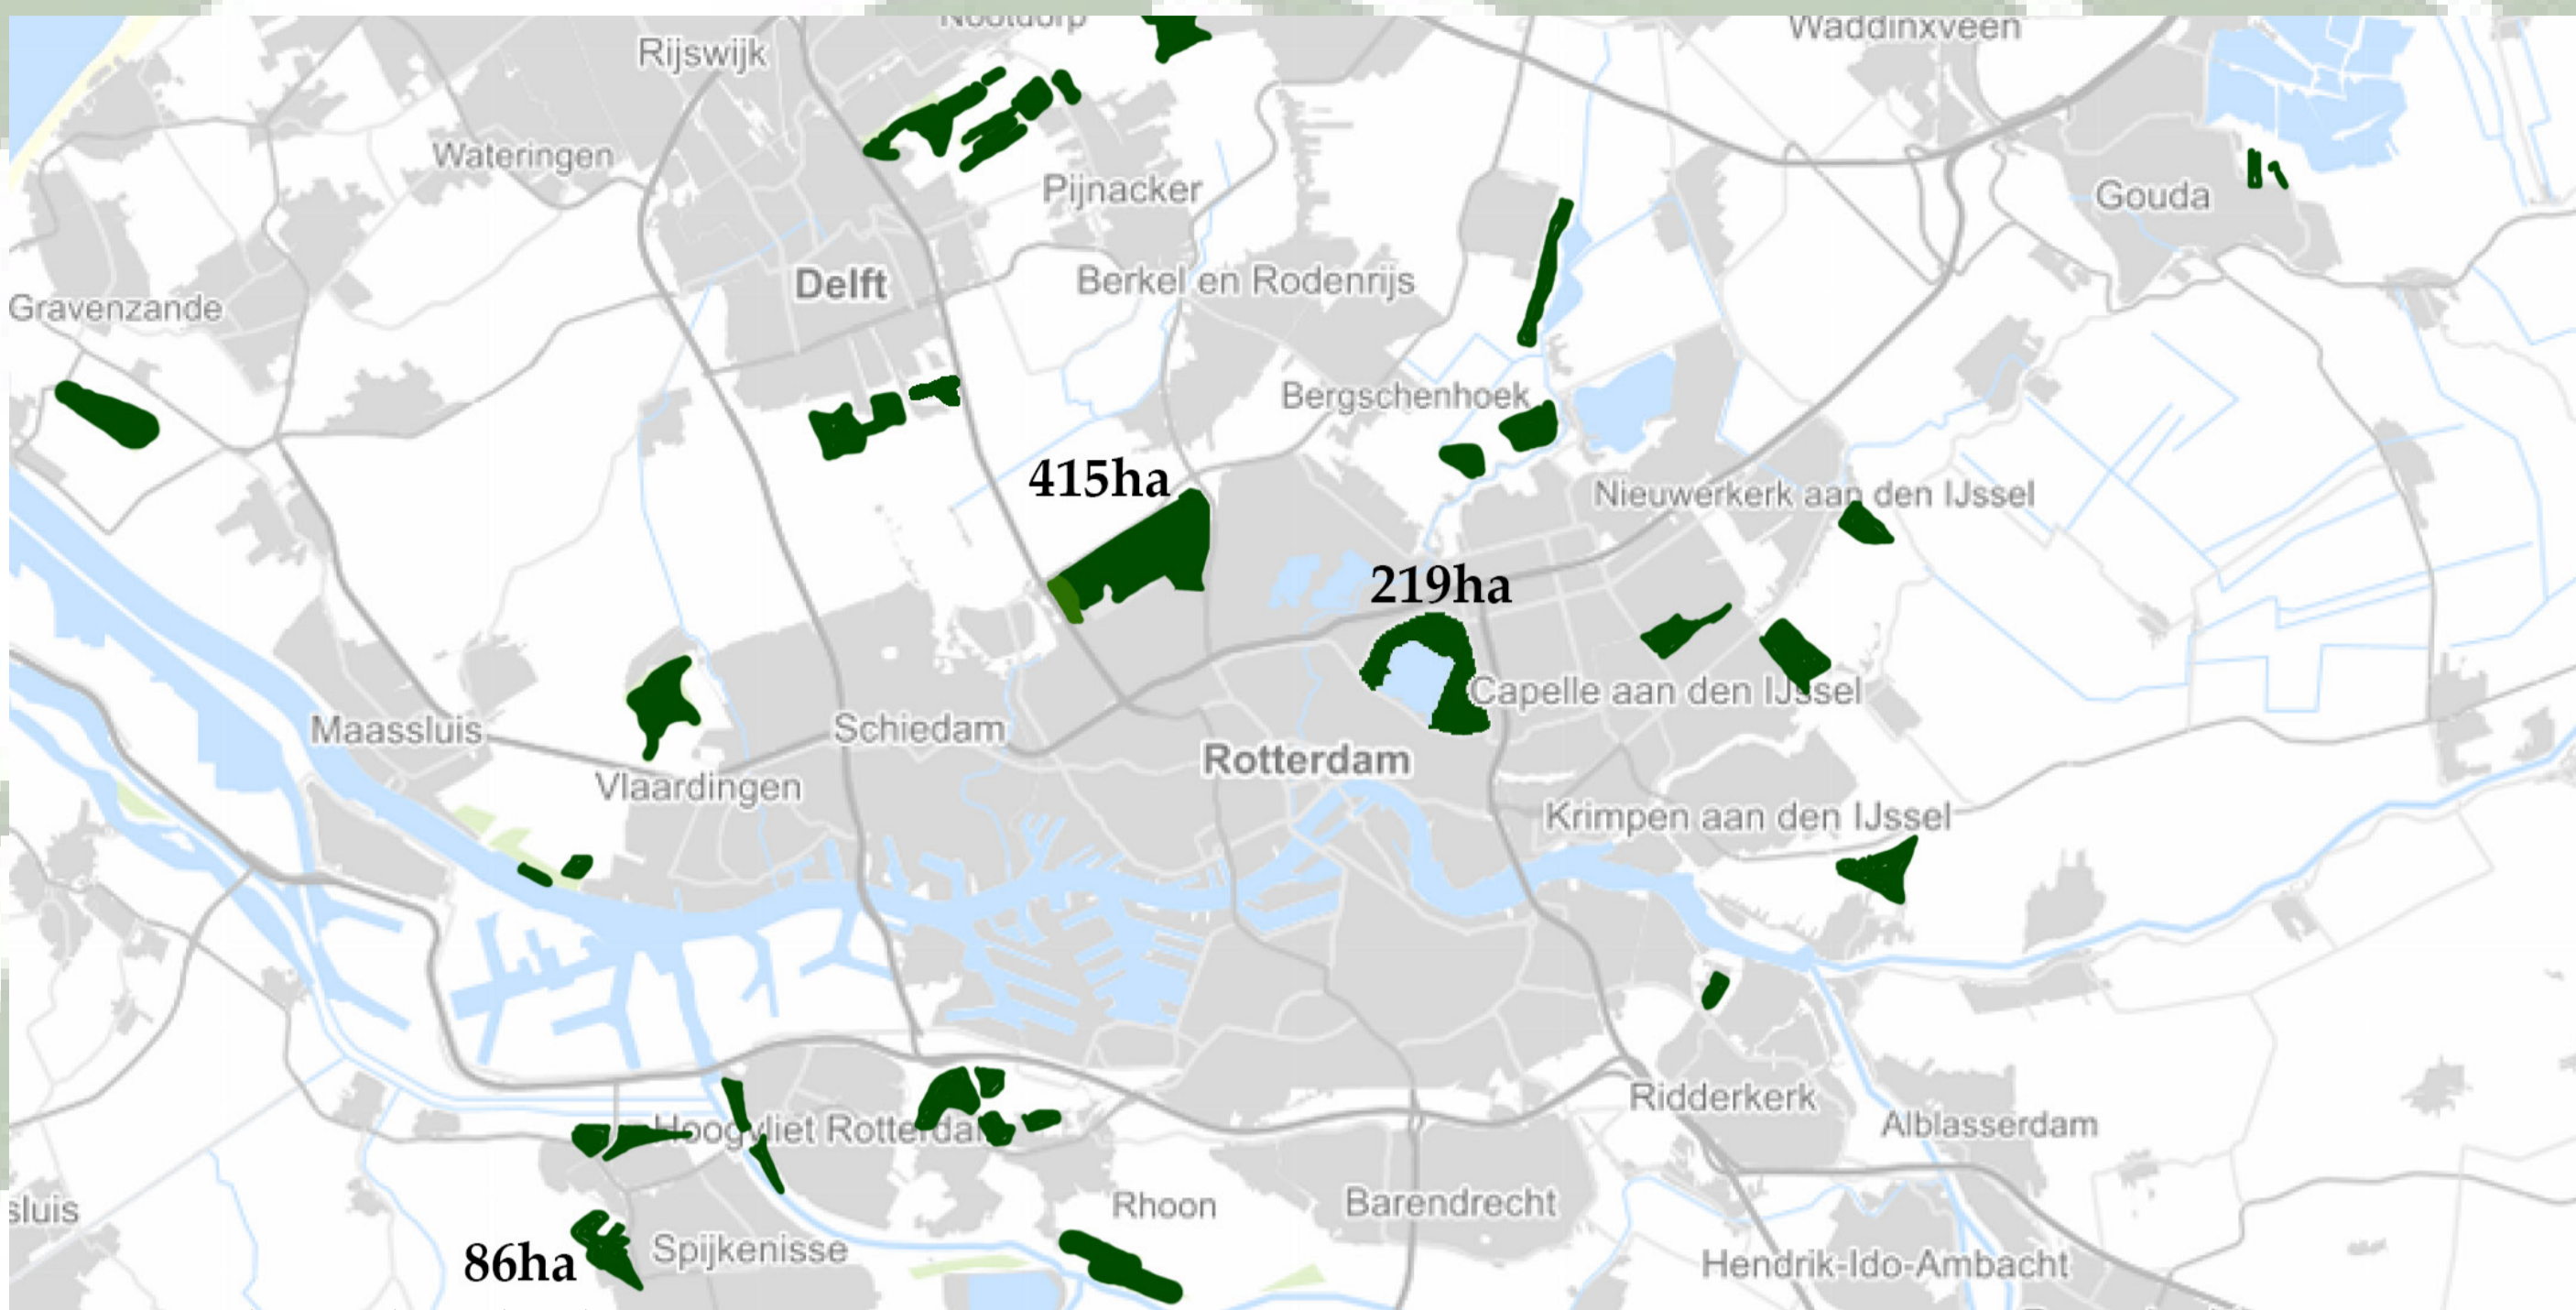 Nootdorp
Waddinxveen
Rijswijk
Wateringen
Pijnacker
Gouda
Delft
Berkel en Rodenrijs
Gravenzande
Bergschenhoek
415ha
Nieuwerkerk aan den IJssel
219ha
Capelle aan den IJssel
Maassluis
Schiedam
Rotterdam
Vlaardingen
Krimpen aan den IJssel
Ridderkerk
Hoogvliet Rotterdam
Alblasserdam
sluis
Rhoon
Barendrecht
86ha
Spijkenisse
Hendrik-Ido-Ambacht